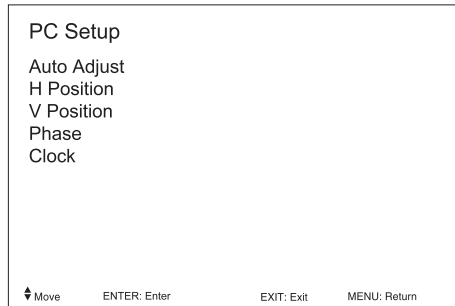 PC Setup
Auto Adjust
H Position
V Position
Phase
Clock
Move ENTER: Enter EXIT: Exit MENU: Return